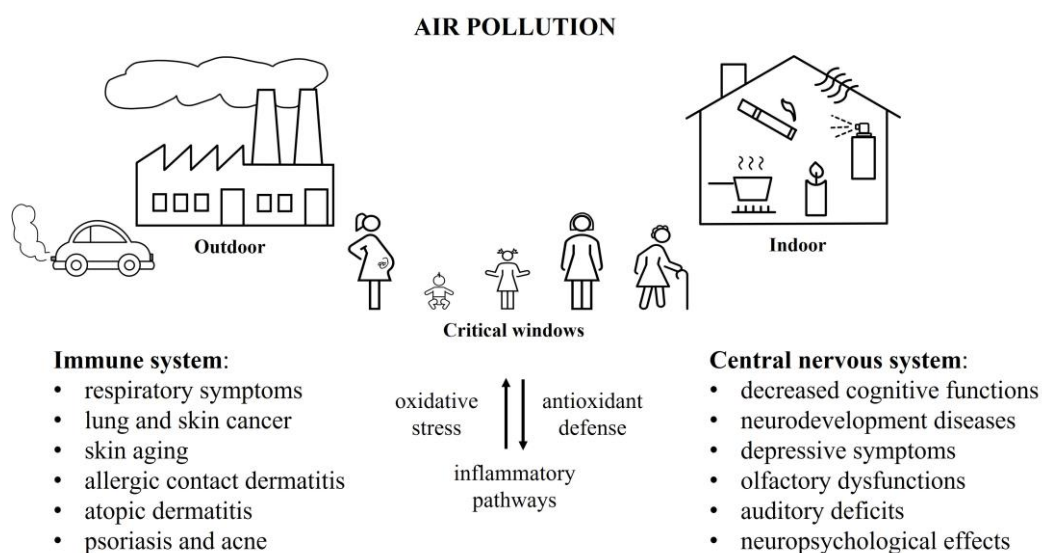 AIR POLLUTION
Outdoor
Indoor
Critical windows
Immune system:
• respiratory symptoms
• lung and skin cancer
• skin aging
• allergic contact dermatitis
• atopic dermatitis
• psoriasis and acne
oxidative
stress
antioxidant
defense
inflammatory
pathways
Central nervous system:
• decreased cognitive functions
• neurodevelopment diseases
• depressive symptoms
• olfactory dysfunctions
• auditory deficits
• neuropsychological effects